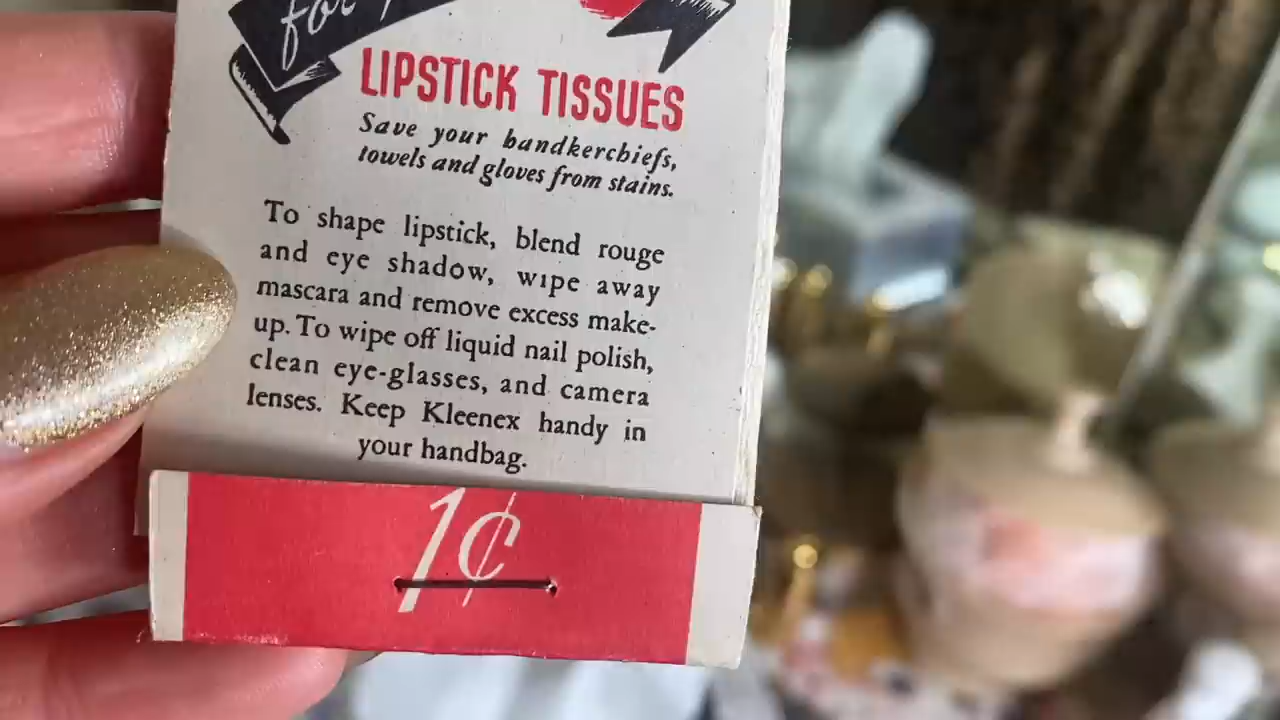 for
LIPSTICK TISSUES
Save your handkerchiefs,
towels and gloves from stains.
To shape lipstick, blend rouge
and eye shadow, wipe away
mascara and remove excess make-
up. To wipe off liquid nail polish,
clean eye-glasses, and camera
lenses. Keep Kleenex handy in
your handbag.
1¢